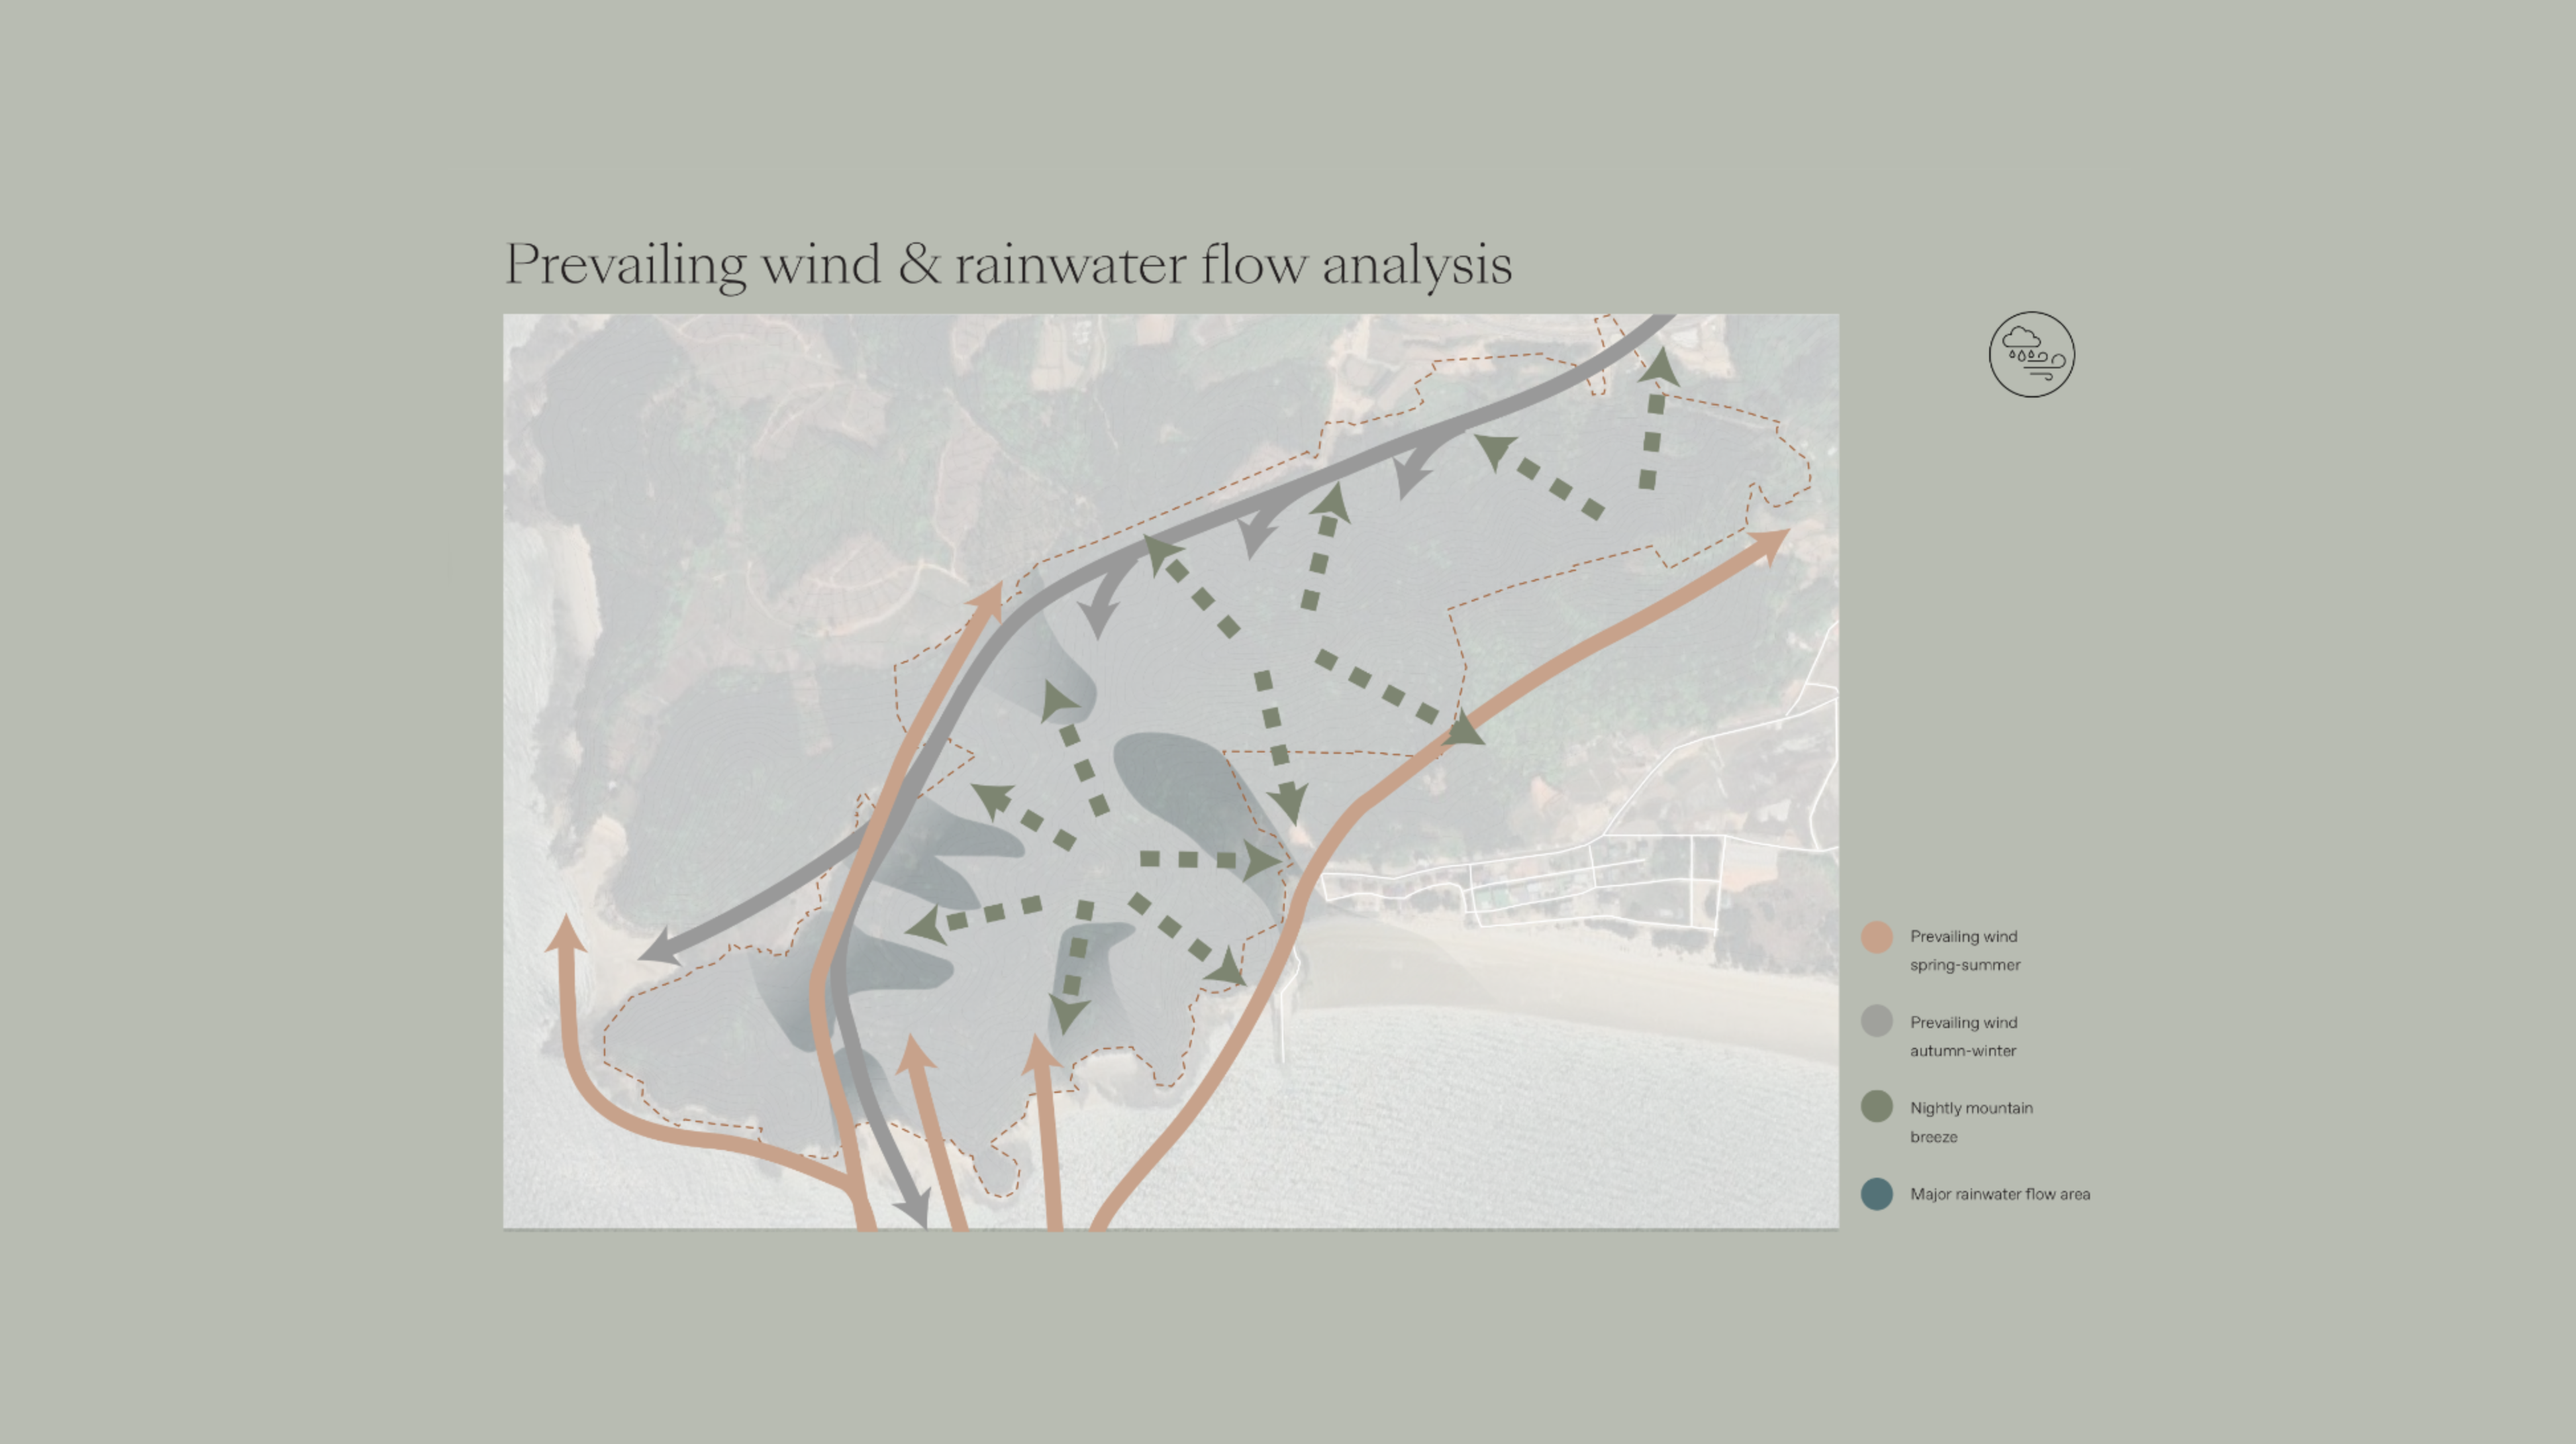 Prevailing wind & rainwater flow analysis
Prevailing wind
spring-summer
Prevailing wind
autumn-winter
Nightly mountain
breeze
Major rainwater flow area